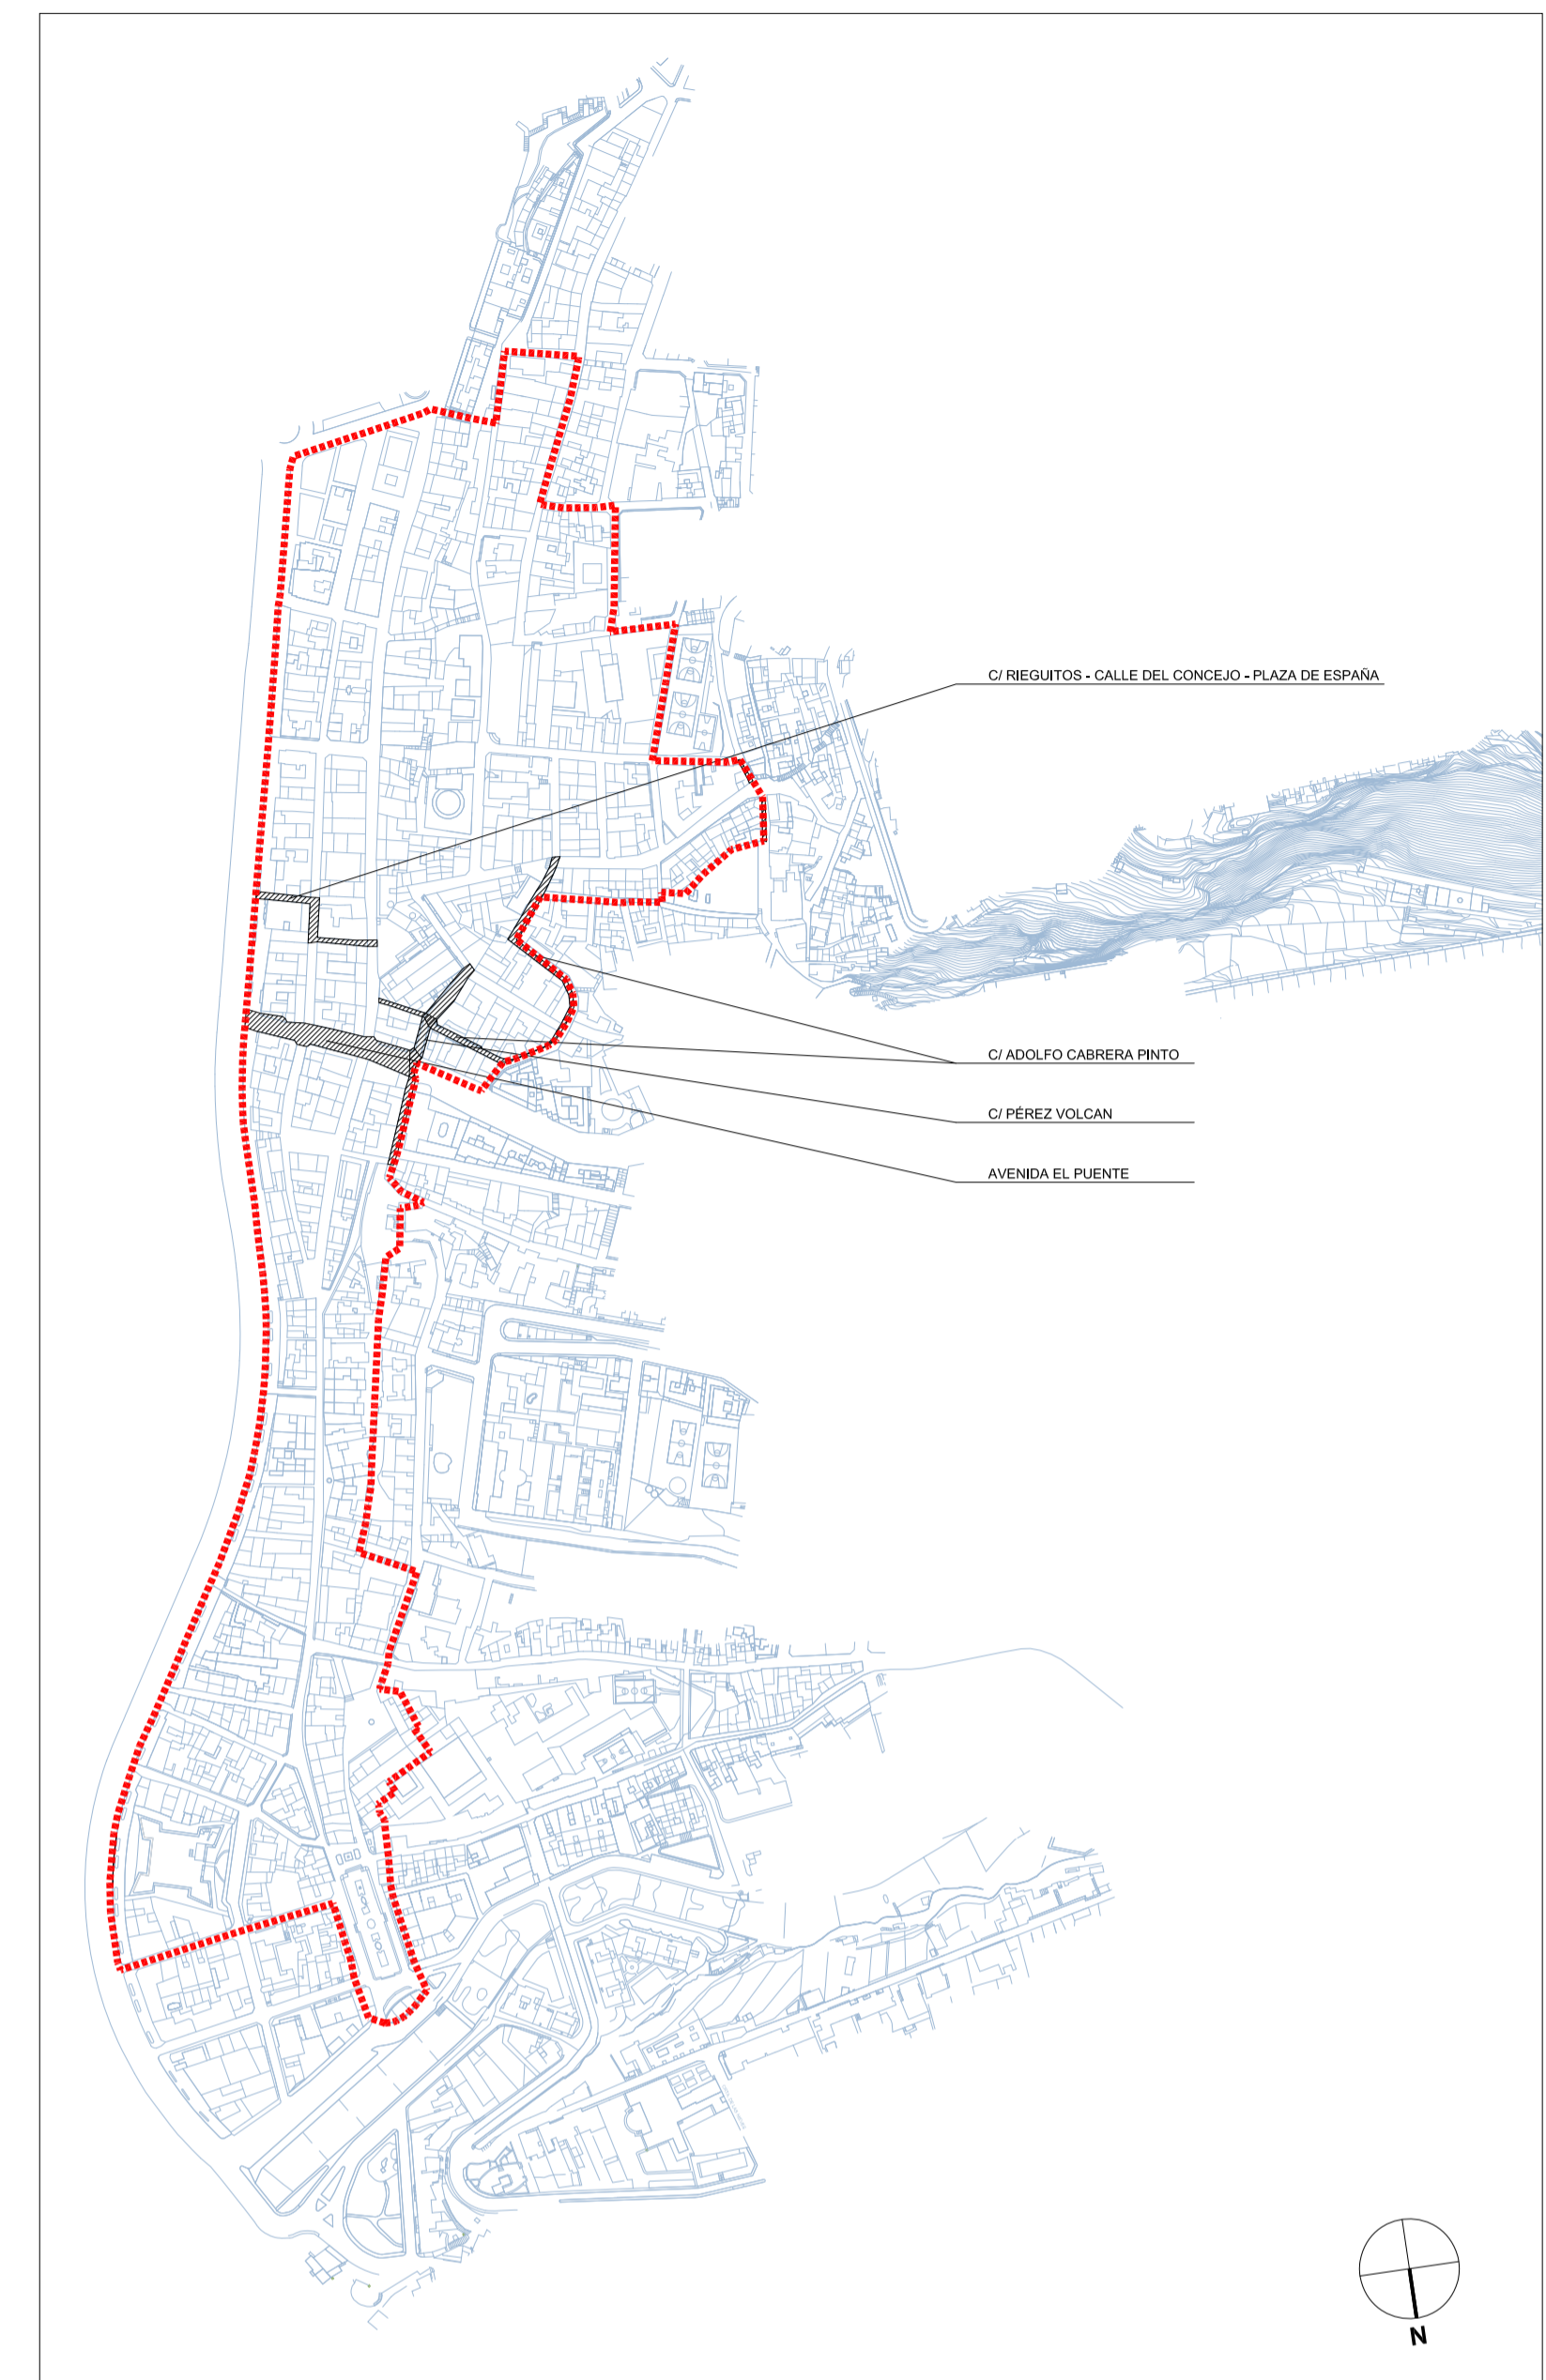 C/ RIEGUITOS - CALLE DEL CONCEJO - PLAZA DE ESPAÑA
C/ ADOLFO CABRERA PINTO
C/ PÉREZ VOLCAN
AVENIDA EL PUENTE
N